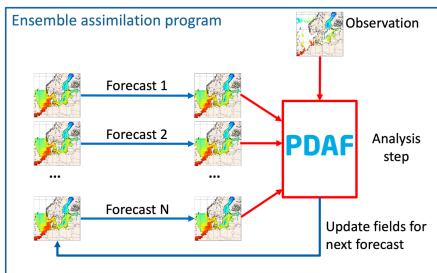 Ensemble assimilation program
Observation
Forecast 1
Forecast 2
PDAF
Analysis
step
...
...
Forecast N
Update fields for
next forecast